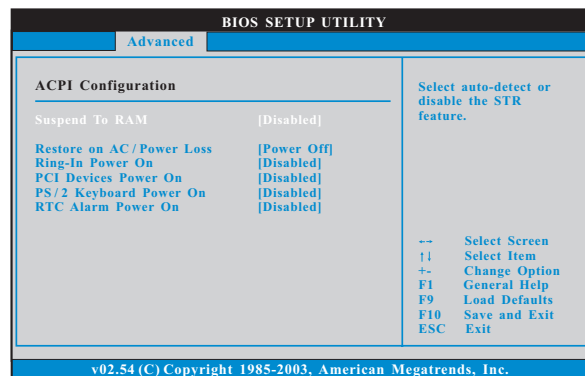 BIOS SETUP UTILITY
Advanced
ACPI Configuration
Suspend To RAM [Disabled]
Restore on AC / Power Loss [Power Off]
Ring-In Power On [Disabled]
PCI Devices Power On [Disabled]
PS / 2 Keyboard Power On [Disabled]
RTC Alarm Power On [Disabled]
Select auto-detect or
disable the STR
feature.
←→ Select Screen
↑↓ Select Item
+- Change Option
F1 General Help
F9 Load Defaults
F10 Save and Exit
ESC Exit
v02.54 (C) Copyright 1985-2003, American Megatrends, Inc.